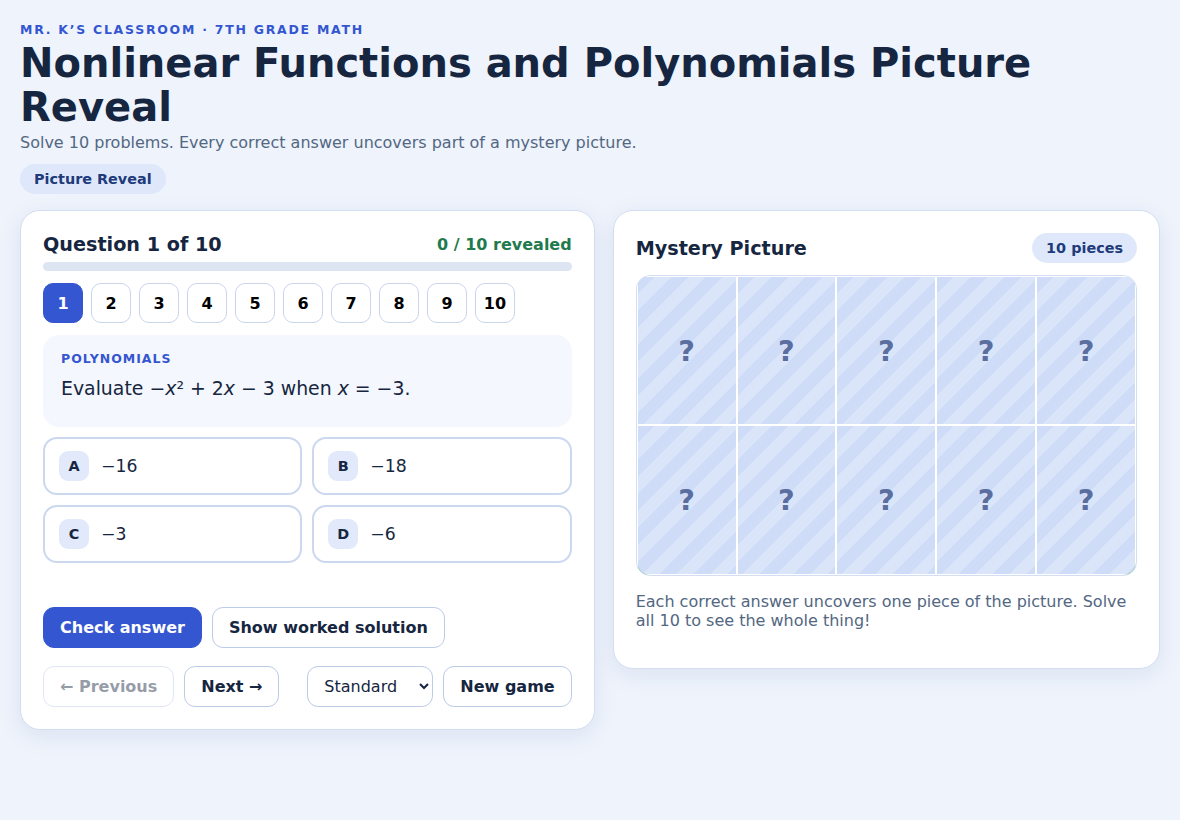 MR. K’S CLASSROOM · 7TH GRADE MATH
Nonlinear Functions and Polynomials Picture
Reveal
Solve 10 problems. Every correct answer uncovers part of a mystery picture.
Picture Reveal
Question 1 of 10
0 / 10 revealed
1 2 3 4 5 6 7 8 9 10
POLYNOMIALS
Evaluate −x² + 2x − 3 when x = −3.
A −16
B −18
C −3
D −6
Check answer
Show worked solution
← Previous
Next →
Standard
New game
Mystery Picture
10 pieces
? ? ? ? ?
? ? ? ? ?
Each correct answer uncovers one piece of the picture. Solve
all 10 to see the whole thing!